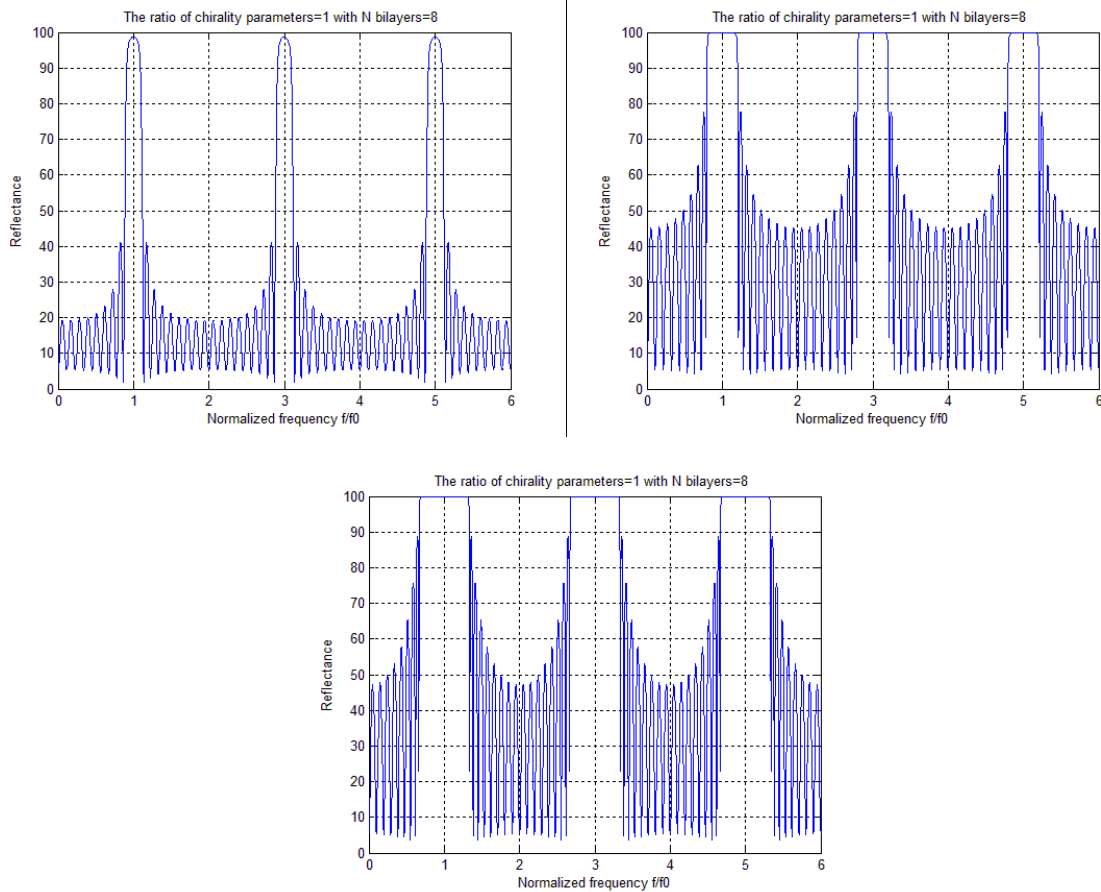 The ratio of chirality parameters=1 with N bilayers=8
100
90
80
70
60
50
40
30
20
10
0
Reflectance
0 1 2 3 4 5 6
Normalized frequency f/f0
The ratio of chirality parameters=1 with N bilayers=8
100
90
80
70
60
50
40
30
20
10
0
Reflectance
0 1 2 3 4 5 6
Normalized frequency f/f0
The ratio of chirality parameters=1 with N bilayers=8
100
90
80
70
60
50
40
30
20
10
0
Reflectance
0 1 2 3 4 5 6
Normalized frequency f/f0